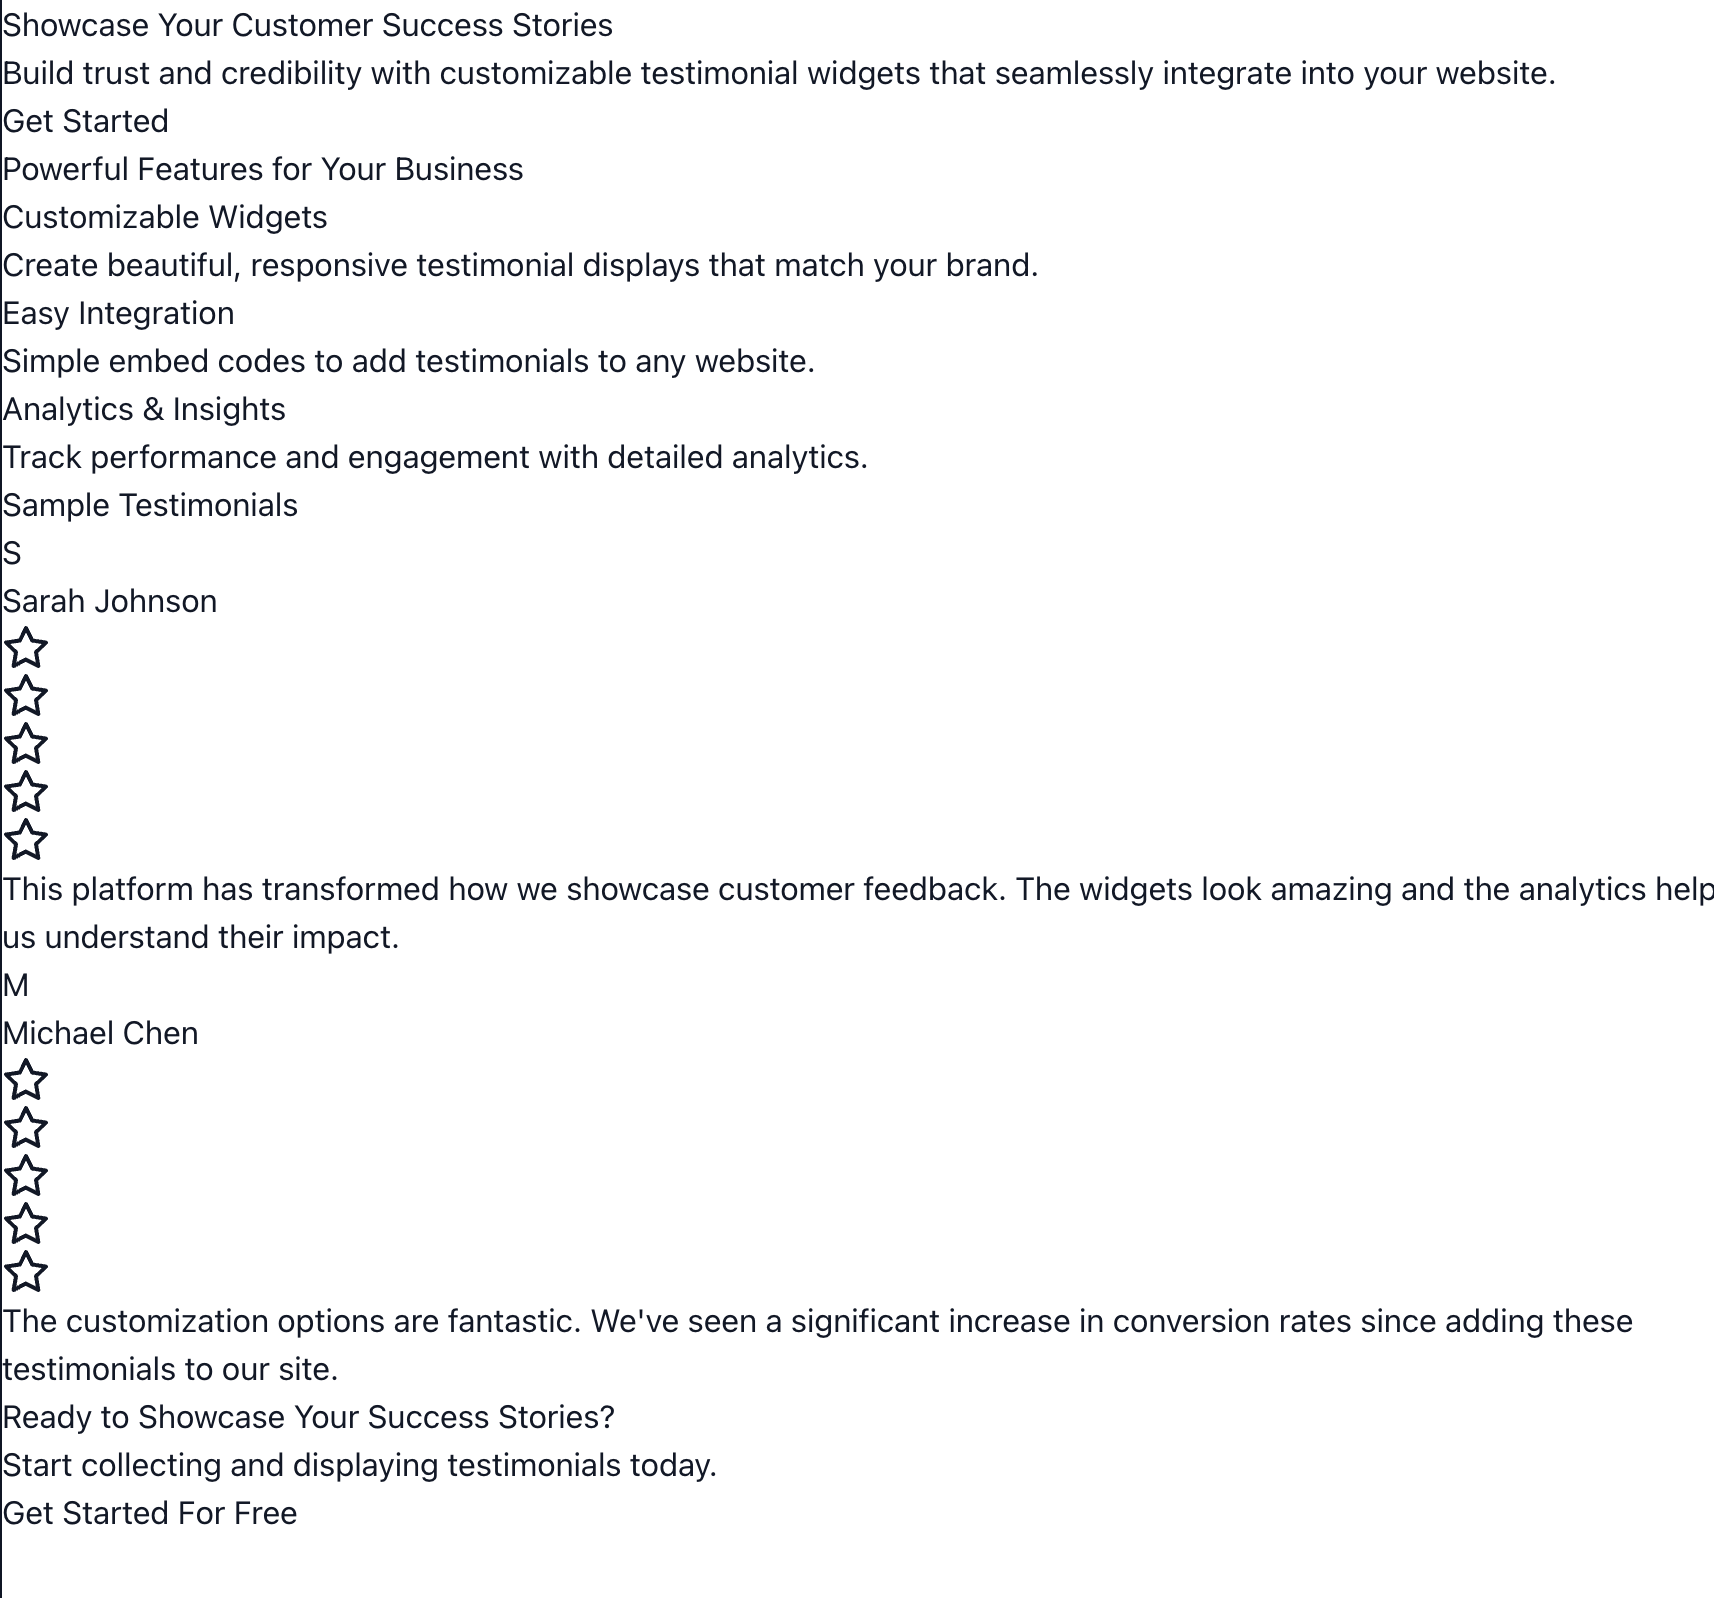 Showcase Your Customer Success Stories
Build trust and credibility with customizable testimonial widgets that seamlessly integrate into your website.
Get Started
Powerful Features for Your Business
Customizable Widgets
Create beautiful, responsive testimonial displays that match your brand.
Easy Integration
Simple embed codes to add testimonials to any website.
Analytics & Insights
Track performance and engagement with detailed analytics.
Sample Testimonials
S
Sarah Johnson
This platform has transformed how we showcase customer feedback. The widgets look amazing and the analytics help
us understand their impact.
M
Michael Chen
The customization options are fantastic. We've seen a significant increase in conversion rates since adding these
testimonials to our site.
Ready to Showcase Your Success Stories?
Start collecting and displaying testimonials today.
Get Started For Free